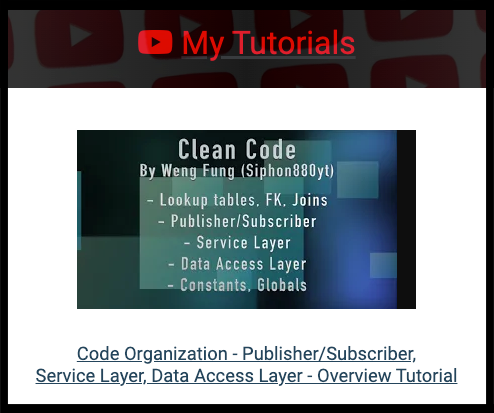 My Tutorials
Clean Code
By Weng Fung (Siphon880yt)
- Lookup tables, FK, Joins
- Publisher/Subscriber
- Service Layer
- Data Access Layer
- Constants, Globals
Code Organization - Publisher/Subscriber,
Service Layer, Data Access Layer - Overview Tutorial